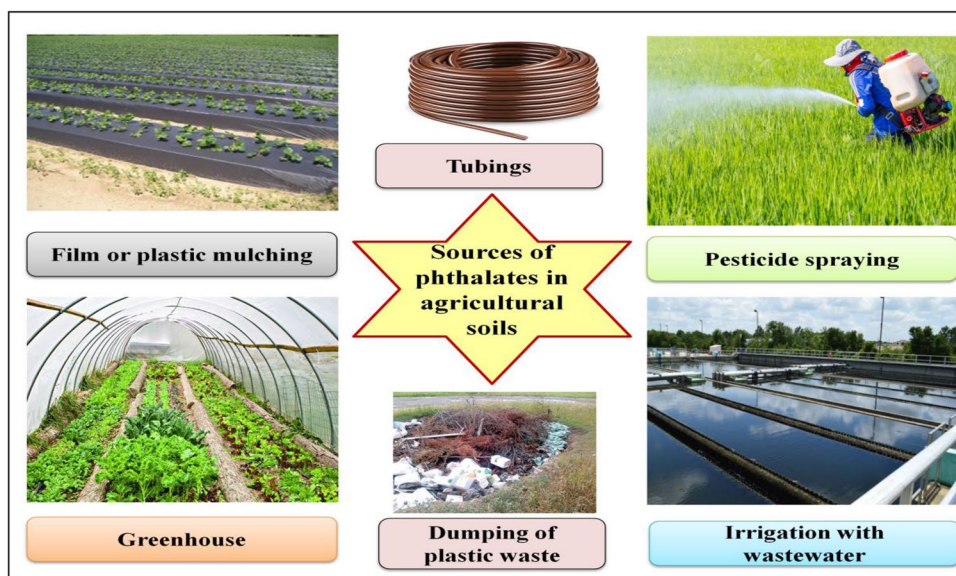 Tubings
Film or plastic mulching
Sources of
phthalates in
agricultural
soils
Pesticide spraying
Greenhouse
Dumping of
plastic waste
Irrigation with
wastewater